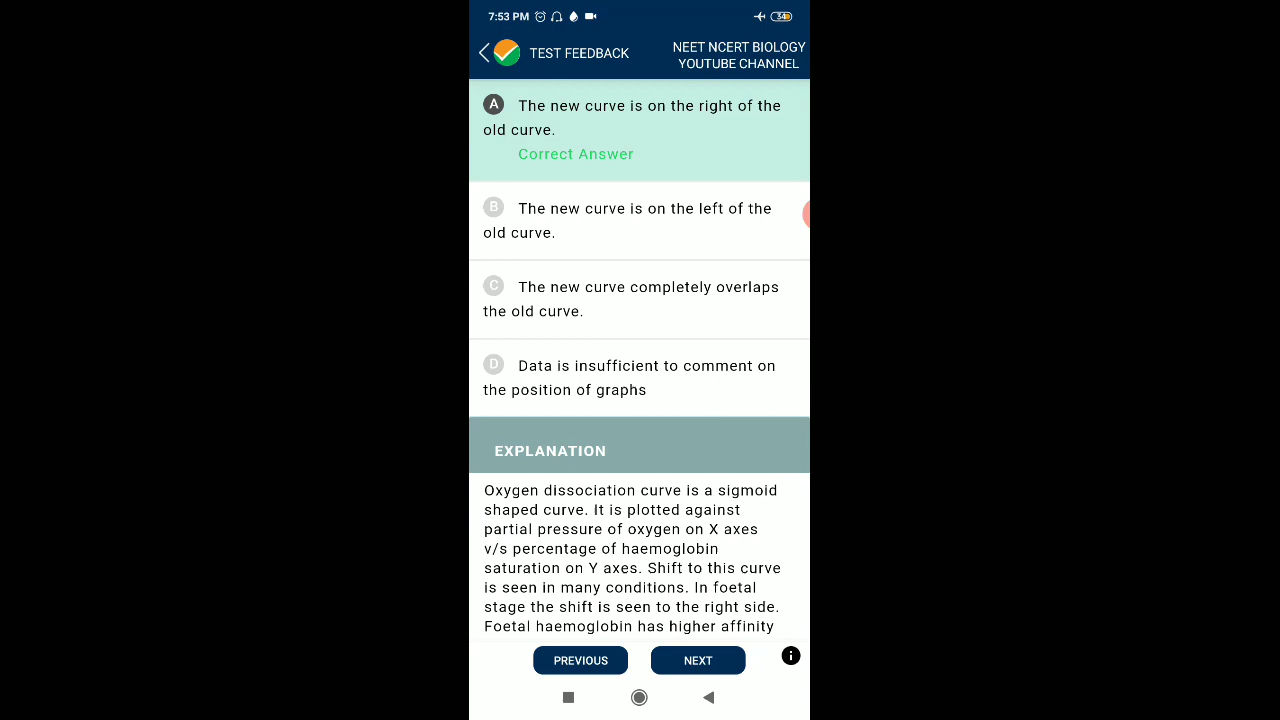 7:53 PM
34
TEST FEEDBACK
NEET NCERT BIOLOGY
YOUTUBE CHANNEL
A The new curve is on the right of the
old curve.
Correct Answer
B The new curve is on the left of the
old curve.
C The new curve completely overlaps
the old curve.
D Data is insufficient to comment on
the position of graphs
EXPLANATION
Oxygen dissociation curve is a sigmoid
shaped curve. It is plotted against
partial pressure of oxygen on X axes
v/s percentage of haemoglobin
saturation on Y axes. Shift to this curve
is seen in many conditions. In foetal
stage the shift is seen to the right side.
Foetal haemoglobin has higher affinity
PREVIOUS
NEXT